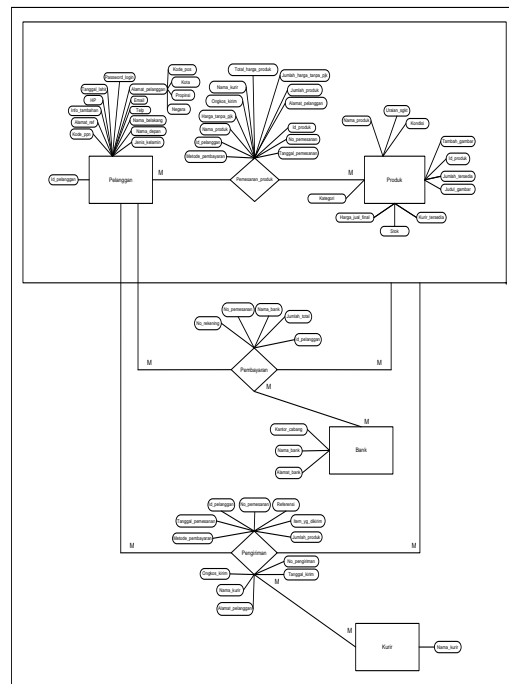 Password_login
Kode_pos
Tanggal_lahir
Alamat_pelanggan
Kota
HP
Email
Propinsi
Info_tambahan
Telp
Negara
Alamat_ref
Nama_belakang
Kode_ppn
Nama_depan
Jenis_kelamin
Id_pelanggan
Pelanggan
M
Total_harga_produk
Jumlah_harga_tanpa_pjk
Nama_kurir
Jumlah_produk
Ongkos_kirim
Alamat_pelanggan
Harga_tanpa_pjk
Id_produk
Nama_produk
No_pemesanan
Id_pelanggan
Tanggal_pemesanan
Metode_pembayaran
Pemesanan_produk
M
Nama_produk
Kondisi
Tambah_gambar
Id_produk
Jumlah_tersedia
Judul_gambar
Produk
Kategori
Harga_jual_final
Kurir_tersedia
Stok
No_pemesanan
Nama_bank
No_rekening
Jumlah_total
Id_pelanggan
M
Pembayaran
M
M
M
Kantor_cabang
Nama_bank
Alamat_bank
Bank
Id_pelanggan
No_pemesanan
Referensi
Tanggal_pemesanan
Item_yg_dikirim
Metode_pembayaran
Jumlah_produk
M
Pengiriman
M
No_pengiriman
Ongkos_kirim
Tanggal_kirim
Nama_kurir
M
Alamat_pelanggan
M
Kurir
Nama_kurir